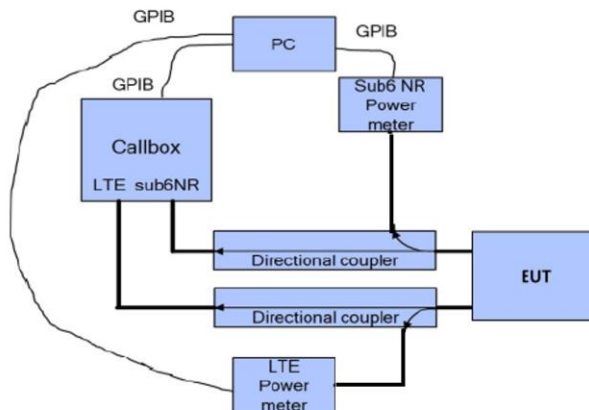 GPIB
PC
GPIB
GPIB
Sub6 NR
Power
meter
Callbox
LTE sub6NR
Directional coupler
EUT
Directional coupler
LTE
Power
meter